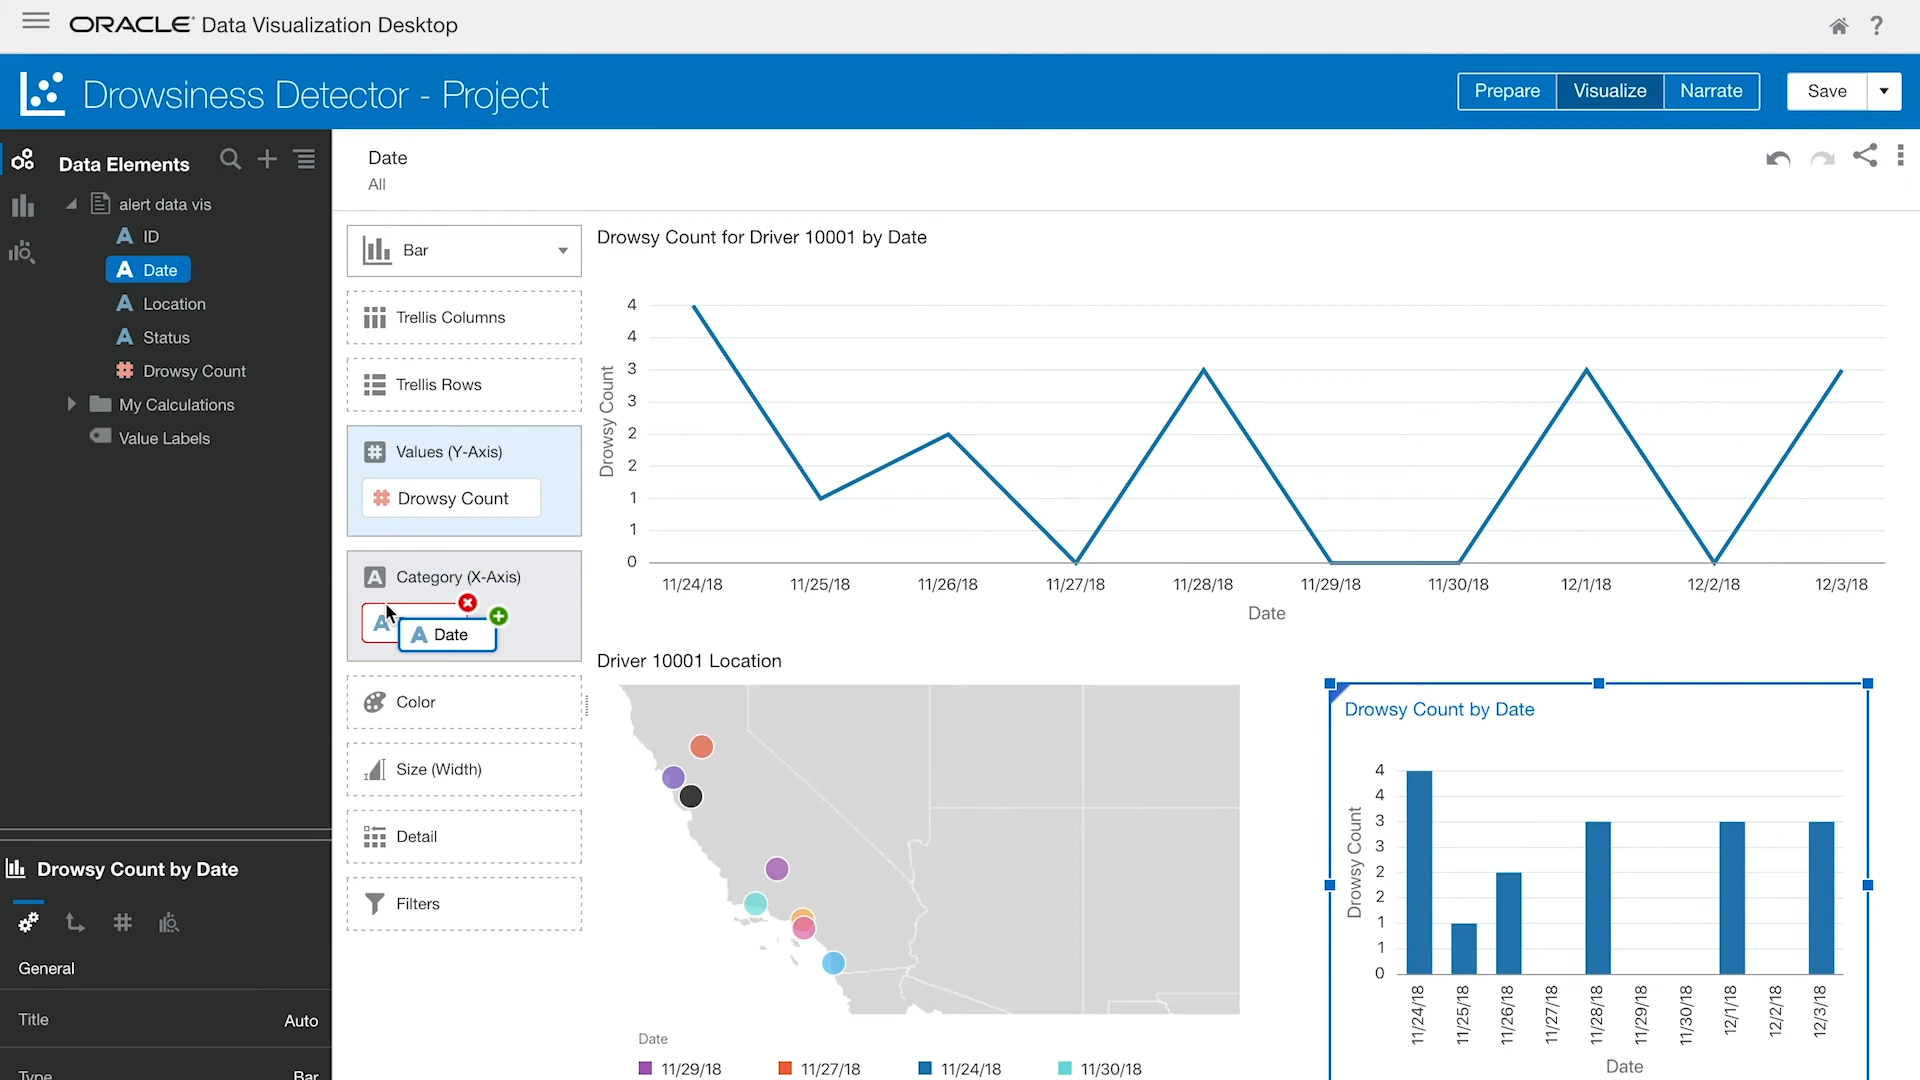 ORACLE Data Visualization Desktop
?
Drowsiness Detector - Project
Prepare
Visualize
Narrate
Save
Data Elements
alert data vis
A ID
A Date
A Location
A Status
# Drowsy Count
My Calculations
Value Labels
Drowsy Count by Date
General
Title
Auto
Type
Bar
Date
All
Bar
Trellis Columns
Trellis Rows
# Values (Y-Axis)
# Drowsy Count
A Category (X-Axis)
A
A Date
Color
Size (Width)
Detail
Filters
Drowsy Count for Driver 10001 by Date
Drowsy Count
4
4
3
3
2
2
1
1
0
11/24/18
11/25/18
11/26/18
11/27/18
11/28/18
11/29/18
11/30/18
12/1/18
12/2/18
12/3/18
Date
Driver 10001 Location
Date
11/29/18
11/27/18
11/24/18
11/30/18
Drowsy Count by Date
Drowsy Count
4
4
3
3
2
2
1
1
0
11/24/18
11/25/18
11/26/18
11/27/18
11/28/18
11/29/18
11/30/18
12/1/18
12/2/18
12/3/18
Date